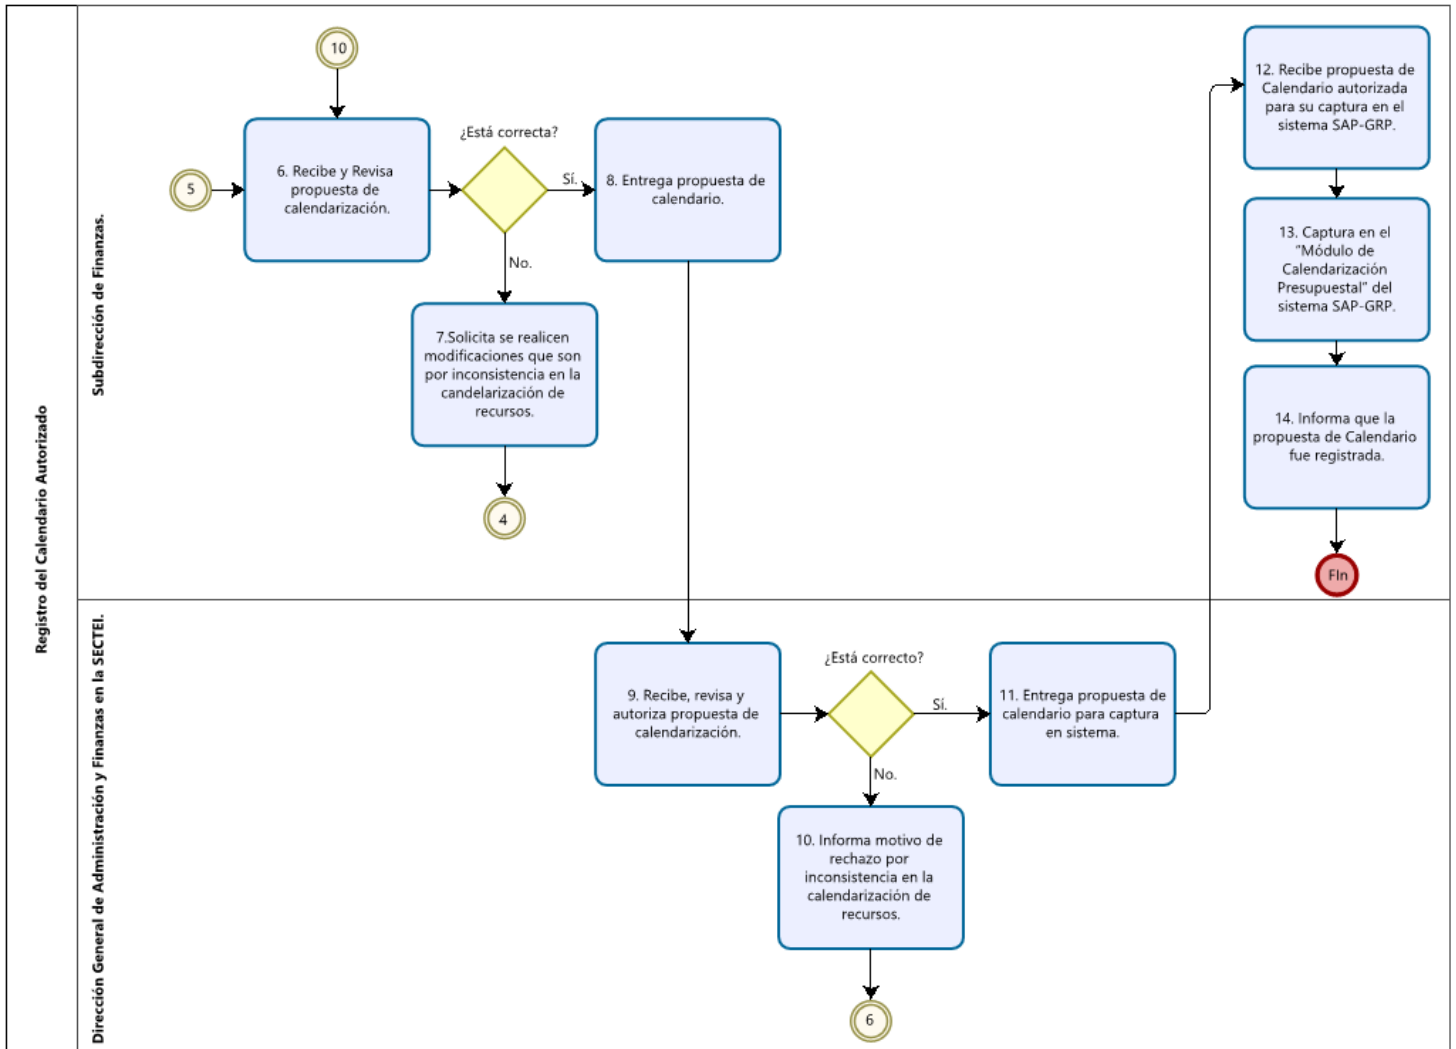 Registro del Calendario Autorizado
Subdirección de Finanzas.
10
5
6. Recibe y Revisa
propuesta de
calendarización.
¿Está correcta?
Sí.
No.
7.Solicita se realicen
modificaciones que son
por inconsistencia en la
candelarización de
recursos.
4
8. Entrega propuesta de
calendario.
12. Recibe propuesta de
Calendario autorizada
para su captura en el
sistema SAP-GRP.
13. Captura en el
“Módulo de
Calendarización
Presupuestal” del
sistema SAP-GRP.
14. Informa que la
propuesta de Calendario
fue registrada.
FIn
Dirección General de Administración y Finanzas en la SECTEI.
9. Recibe, revisa y
autoriza propuesta de
calendarización.
¿Está correcto?
Sí.
No.
10. Informa motivo de
rechazo por
inconsistencia en la
calendarización de
recursos.
6
11. Entrega propuesta de
calendario para captura
en sistema.